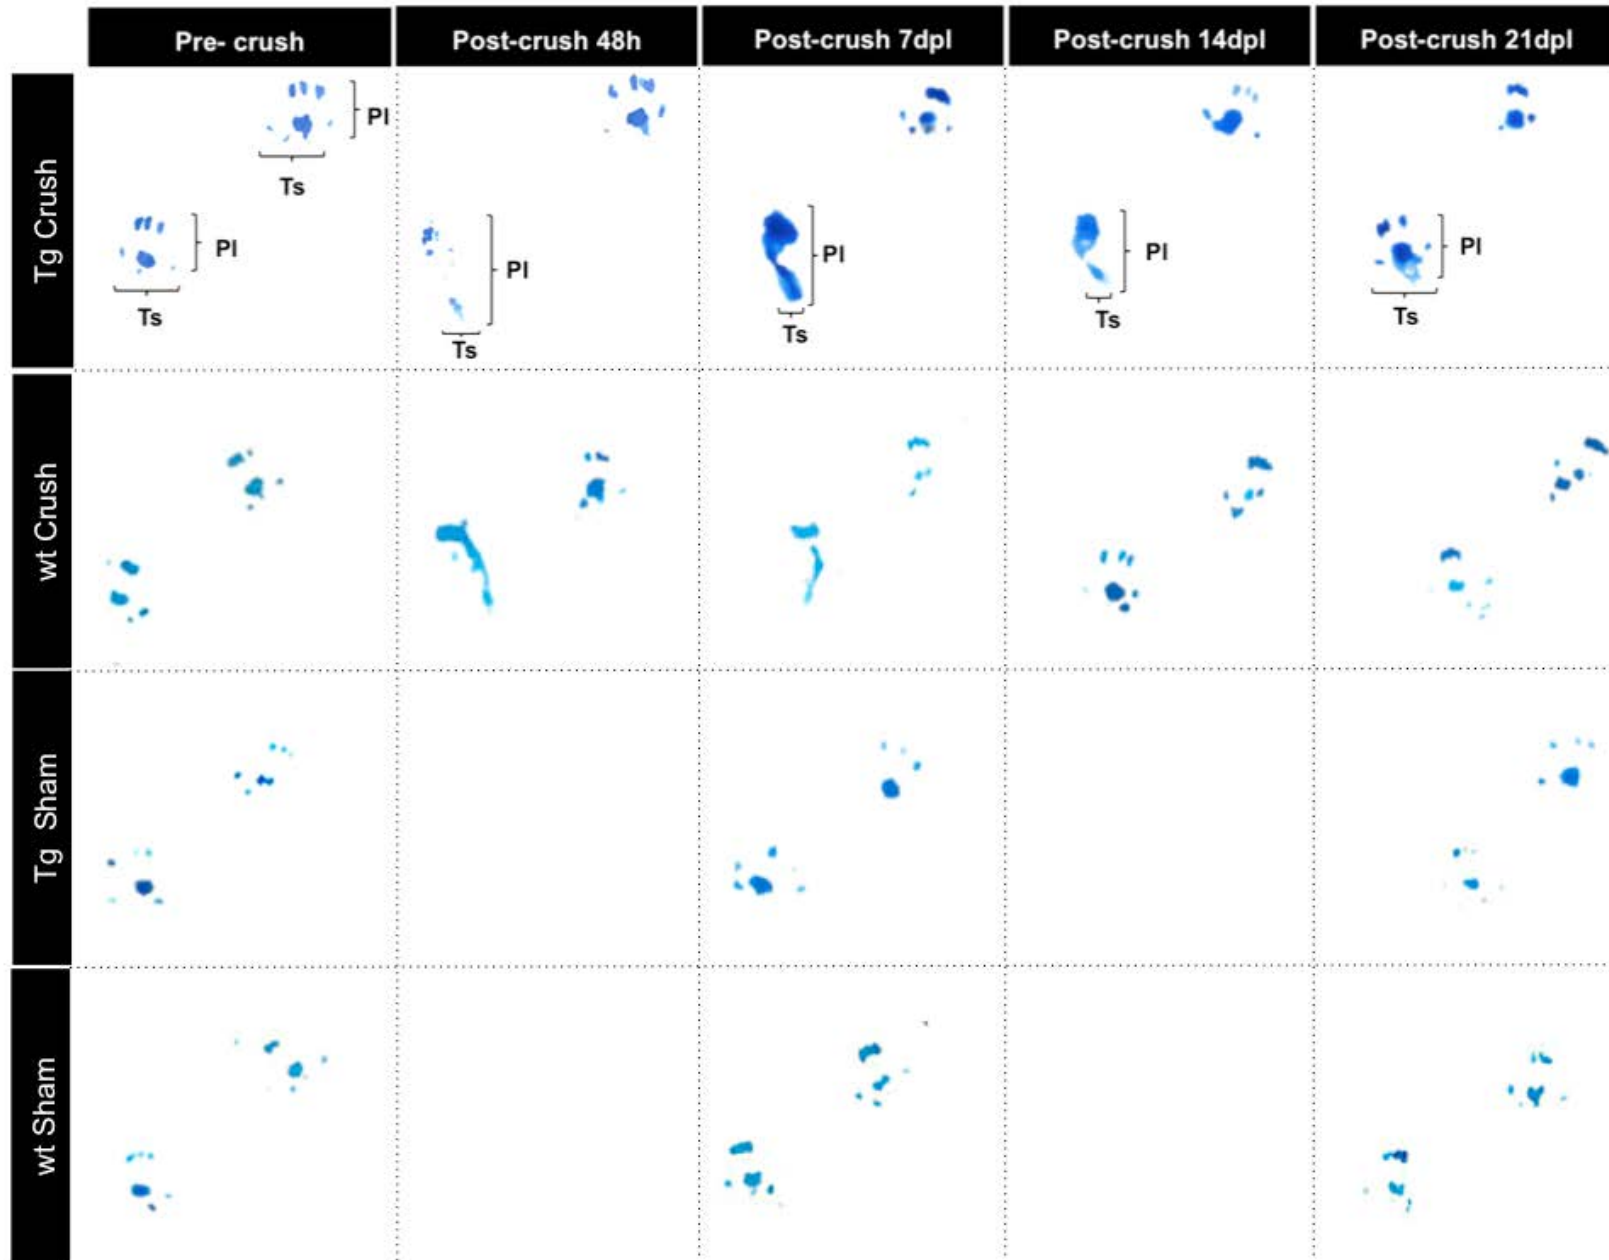 Pre- crush
Post-crush 48h
Post-crush 7dpl
Post-crush 14dpl
Post-crush 21dpl
Tg Crush
Pl
Ts
Pl
Ts
Pl
Ts
Pl
Ts
Pl
Ts
Pl
Ts
wt Crush
Tg Sham
wt Sham